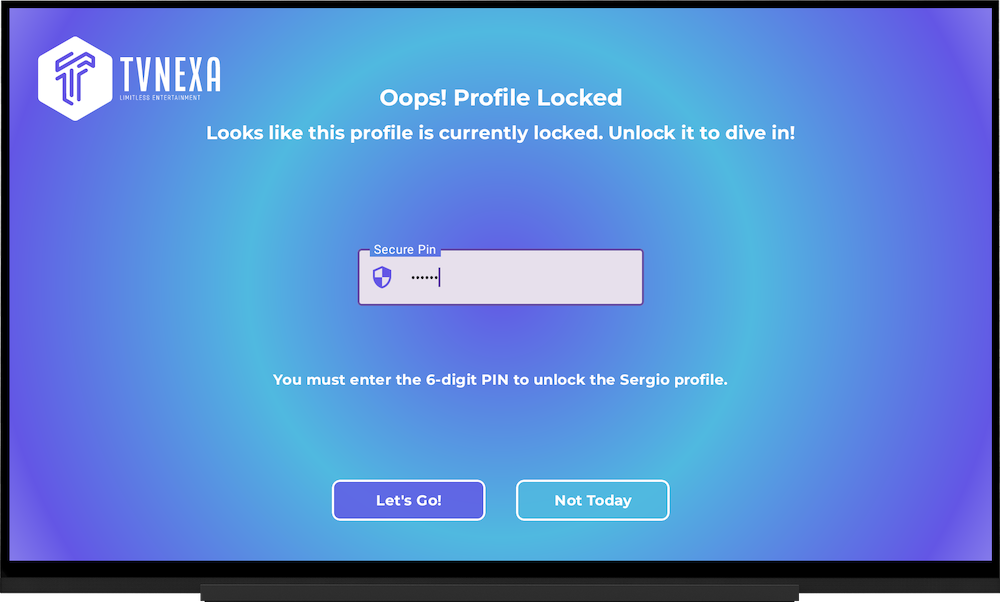 TVNEXA
LIMITLESS ENTERTAINMENT
Oops! Profile Locked
Looks like this profile is currently locked. Unlock it to dive in!
Secure Pin
••••••
You must enter the 6-digit PIN to unlock the Sergio profile.
Let's Go!
Not Today